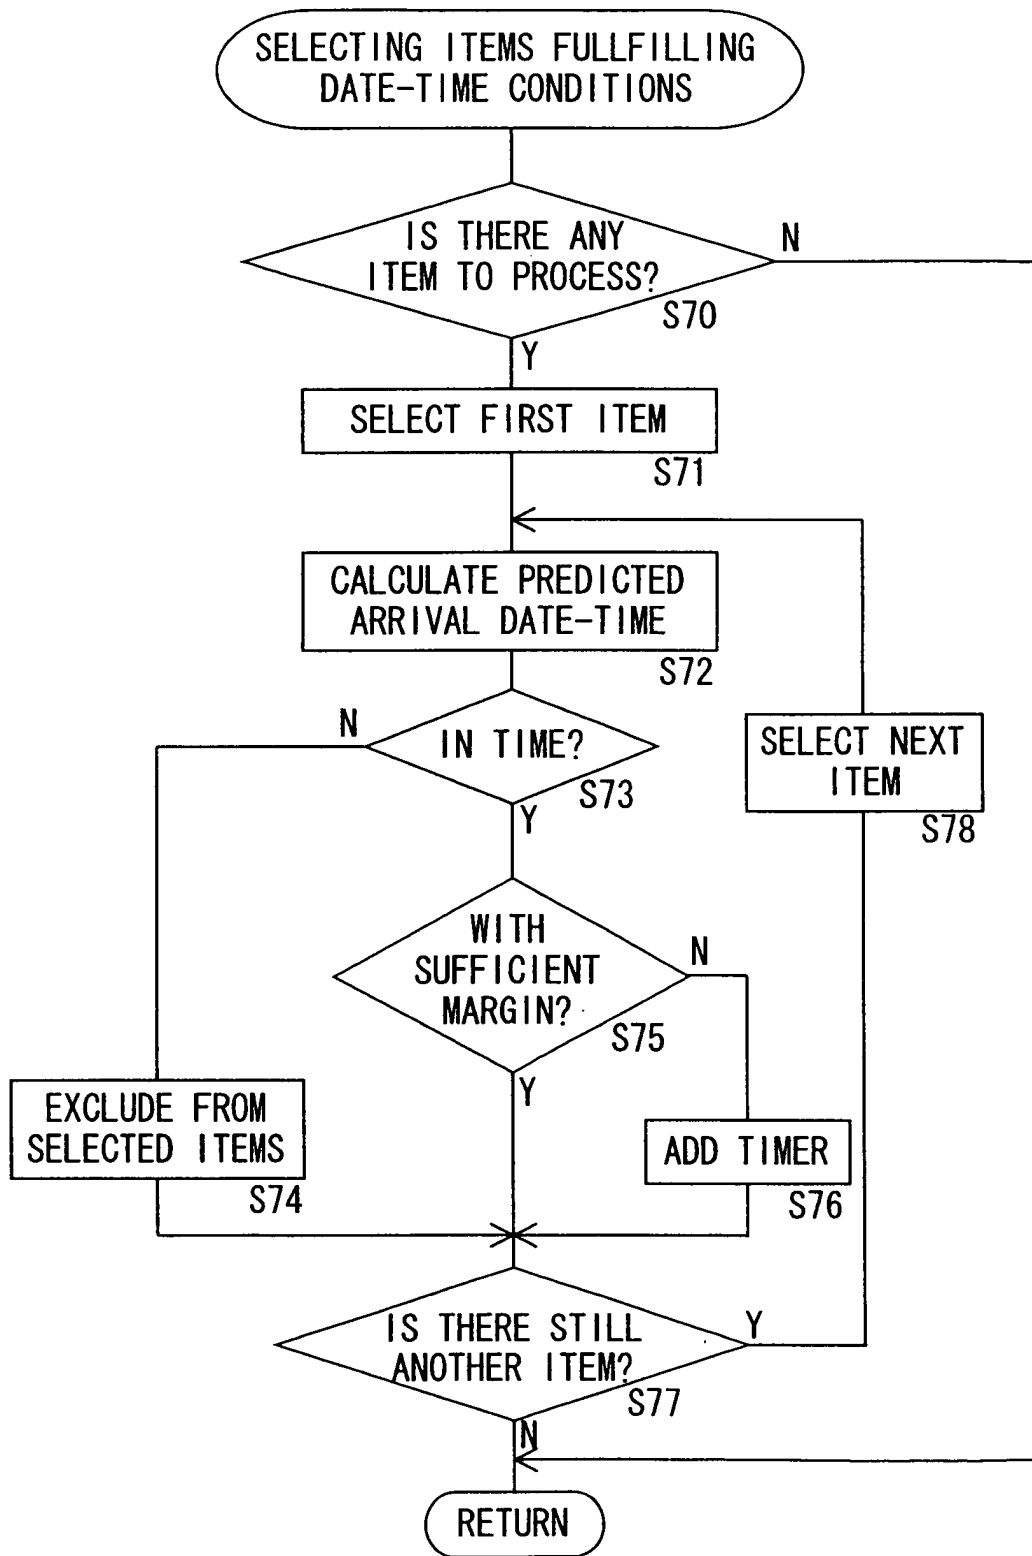 SELECTING ITEMS FULLFILLING
DATE-TIME CONDITIONS
IS THERE ANY
ITEM TO PROCESS?
N
S70
Y
SELECT FIRST ITEM
S71
CALCULATE PREDICTED
ARRIVAL DATE-TIME
S72
N
IN TIME?
S73
Y
SELECT NEXT
ITEM
S78
WITH
SUFFICIENT
MARGIN?
N
S75
Y
EXCLUDE FROM
SELECTED ITEMS
S74
ADD TIMER
S76
IS THERE STILL
ANOTHER ITEM?
Y
S77
N
RETURN